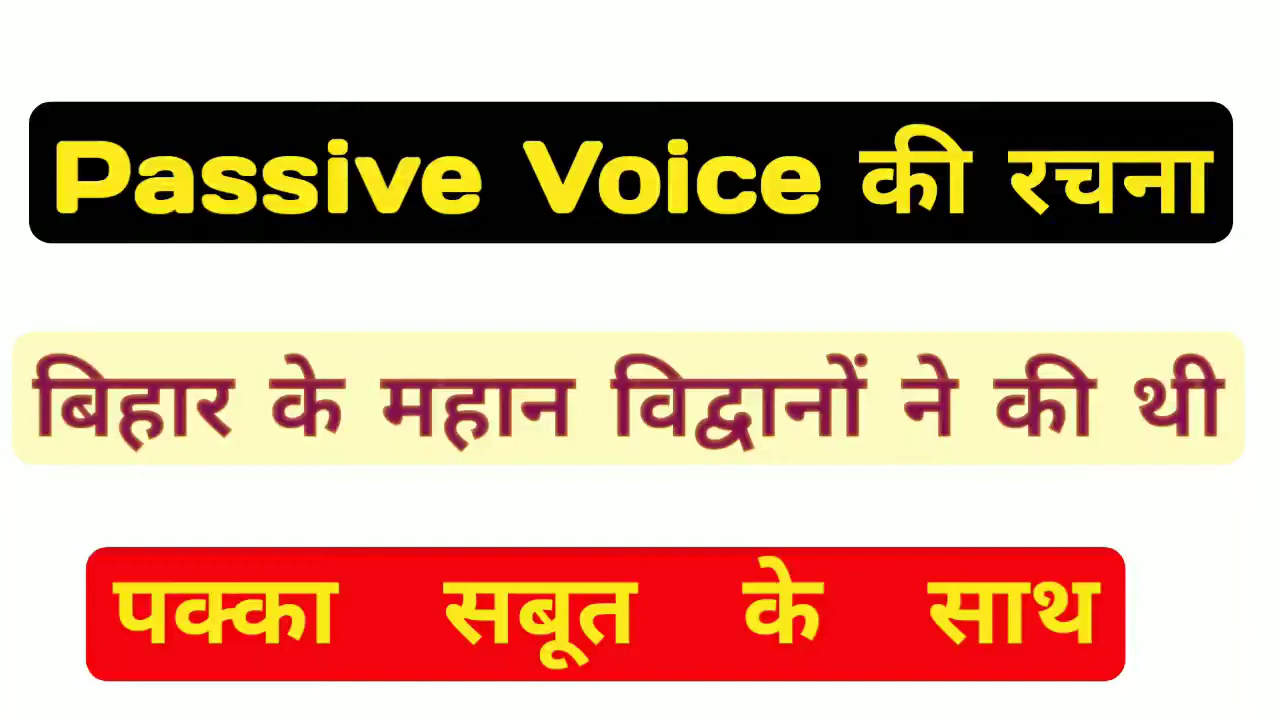 Passive Voice की रचना
बिहार के महान विद्वानों ने की थी
पक्का सबूत के साथ